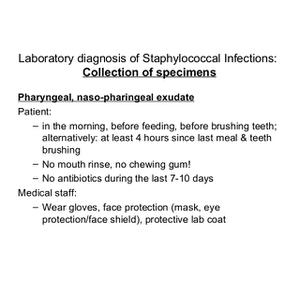 Laboratory diagnosis of Staphylococcal Infections:
Collection of specimens
Pharyngeal, naso-pharingeal exudate
Patient:
– in the morning, before feeding, before brushing teeth;
alternatively: at least 4 hours since last meal & teeth
brushing
– No mouth rinse, no chewing gum!
– No antibiotics during the last 7-10 days
Medical staff:
– Wear gloves, face protection (mask, eye
protection/face shield), protective lab coat